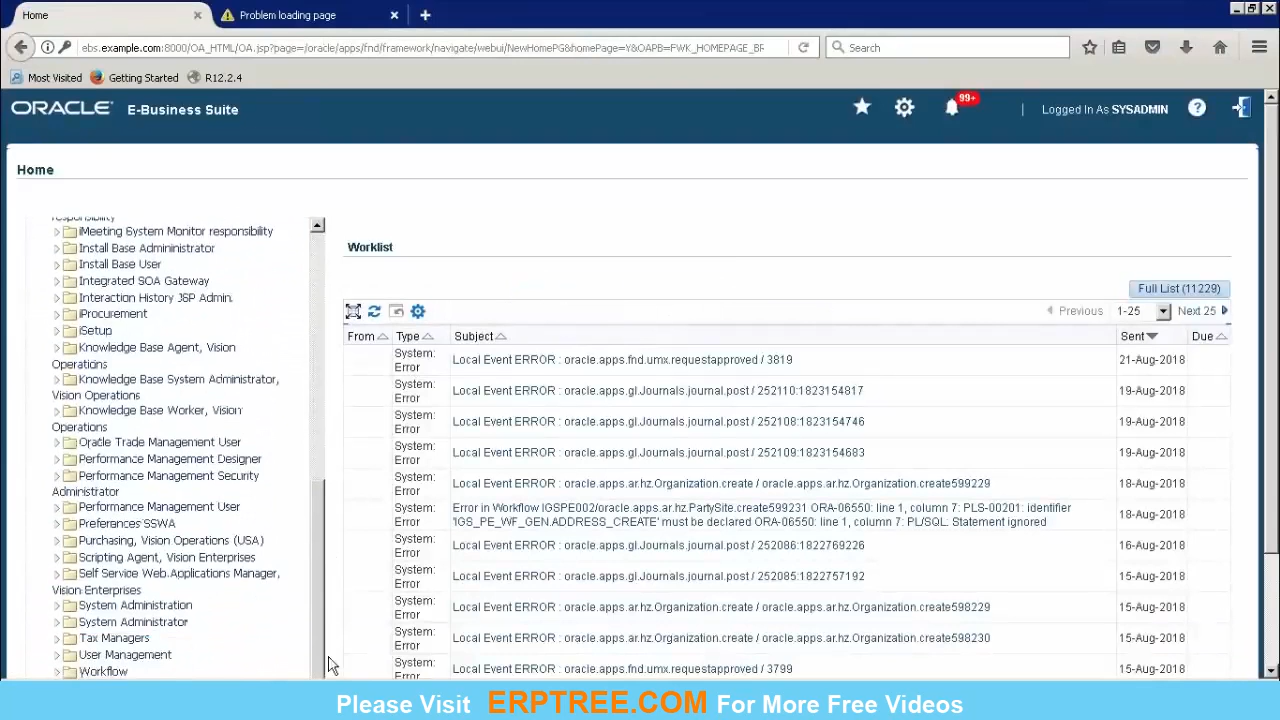 Home
Problem loading page
ebs.example.com:8000/OA_HTML/OA.jsp?page=/oracle/apps/fnd/framework/navigate/webui/NewHomePG&homePage=Y&OAPB=FWK_HOMEPAGE_BR
Search
Most Visited Getting Started R12.2.4
ORACLE E-Business Suite
99+
Logged In As SYSADMIN
Home
responsibility
iMeeting System Monitor responsibility
Install Base Admininistrator
Install Base User
Integrated SOA Gateway
Interaction History JSP Admin.
iProcurement
iSetup
Knowledge Base Agent, Vision
Operations
Knowledge Base System Administrator,
Vision Operations
Knowledge Base Worker, Vision
Operations
Oracle Trade Management User
Performance Management Designer
Performance Management Security
Administrator
Performance Management User
Preferences SSWA
Purchasing, Vision Operations (USA)
Scripting Agent, Vision Enterprises
Self Service Web Applications Manager,
Vision Enterprises
System Administration
System Administrator
Tax Managers
User Management
Workflow
Worklist
Full List (11229)
Previous 1-25 Next 25
From Type Subject Sent Due
System: Error Local Event ERROR : oracle.apps.fnd.umx.requestapproved / 3819 21-Aug-2018
System: Error Local Event ERROR : oracle.apps.gl.Journals.journal.post / 252110:1823154817 19-Aug-2018
System: Error Local Event ERROR : oracle.apps.gl.Journals.journal.post / 252108:1823154746 19-Aug-2018
System: Error Local Event ERROR : oracle.apps.gl.Journals.journal.post / 252109:1823154683 19-Aug-2018
System: Error Local Event ERROR : oracle.apps.ar.hz.Organization.create / oracle.apps.ar.hz.Organization.create599229 18-Aug-2018
System: Error Error in Workflow IGSPE002/oracle.apps.ar.hz.PartySite.create599231 ORA-06550: line 1, column 7: PLS-00201: identifier
'IGS_PE_WF_GEN.ADDRESS_CREATE' must be declared ORA-06550: line 1, column 7: PL/SQL: Statement ignored 18-Aug-2018
System: Error Local Event ERROR : oracle.apps.gl.Journals.journal.post / 252086:1822769226 16-Aug-2018
System: Error Local Event ERROR : oracle.apps.gl.Journals.journal.post / 252085:1822757192 15-Aug-2018
System: Error Local Event ERROR : oracle.apps.ar.hz.Organization.create / oracle.apps.ar.hz.Organization.create598229 15-Aug-2018
System: Error Local Event ERROR : oracle.apps.ar.hz.Organization.create / oracle.apps.ar.hz.Organization.create598230 15-Aug-2018
System: Error Local Event ERROR : oracle.apps.fnd.umx.requestapproved / 3799 15-Aug-2018
Please Visit ERPTREE.COM For More Free Videos